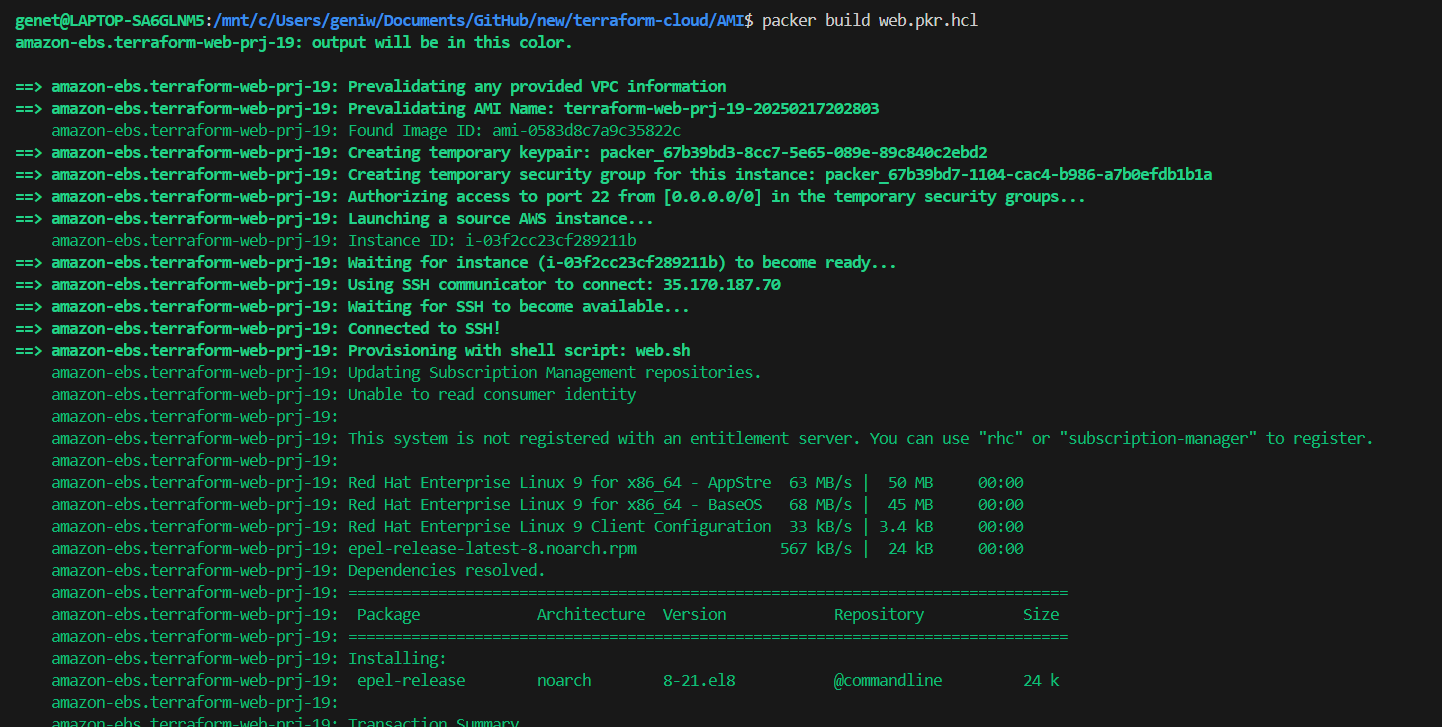 genet@LAPTOP-SA6GLNM5:/mnt/c/Users/geniw/Documents/GitHub/new/terraform-cloud/AMI$ packer build web.pkr.hcl
amazon-ebs.terraform-web-prj-19: output will be in this color.
==> amazon-ebs.terraform-web-prj-19: Prevalidating any provided VPC information
==> amazon-ebs.terraform-web-prj-19: Prevalidating AMI Name: terraform-web-prj-19-20250217202803
amazon-ebs.terraform-web-prj-19: Found Image ID: ami-0583d8c7a9c35822c
==> amazon-ebs.terraform-web-prj-19: Creating temporary keypair: packer_67b39bd3-8cc7-5e65-089e-89c840c2ebd2
==> amazon-ebs.terraform-web-prj-19: Creating temporary security group for this instance: packer_67b39bd7-1104-cac4-b986-a7b0efdb1b1a
==> amazon-ebs.terraform-web-prj-19: Authorizing access to port 22 from [0.0.0.0/0] in the temporary security groups...
==> amazon-ebs.terraform-web-prj-19: Launching a source AWS instance...
amazon-ebs.terraform-web-prj-19: Instance ID: i-03f2cc23cf289211b
==> amazon-ebs.terraform-web-prj-19: Waiting for instance (i-03f2cc23cf289211b) to become ready...
==> amazon-ebs.terraform-web-prj-19: Using SSH communicator to connect: 35.170.187.70
==> amazon-ebs.terraform-web-prj-19: Waiting for SSH to become available...
==> amazon-ebs.terraform-web-prj-19: Connected to SSH!
==> amazon-ebs.terraform-web-prj-19: Provisioning with shell script: web.sh
amazon-ebs.terraform-web-prj-19: Updating Subscription Management repositories.
amazon-ebs.terraform-web-prj-19: Unable to read consumer identity
amazon-ebs.terraform-web-prj-19:
amazon-ebs.terraform-web-prj-19: This system is not registered with an entitlement server. You can use "rhc" or "subscription-manager" to register.
amazon-ebs.terraform-web-prj-19:
amazon-ebs.terraform-web-prj-19: Red Hat Enterprise Linux 9 for x86_64 - AppStre  63 MB/s |  50 MB     00:00
amazon-ebs.terraform-web-prj-19: Red Hat Enterprise Linux 9 for x86_64 - BaseOS   68 MB/s |  45 MB     00:00
amazon-ebs.terraform-web-prj-19: Red Hat Enterprise Linux 9 Client Configuration  33 kB/s | 3.4 kB     00:00
amazon-ebs.terraform-web-prj-19: epel-release-latest-8.noarch.rpm                567 kB/s |  24 kB     00:00
amazon-ebs.terraform-web-prj-19: Dependencies resolved.
amazon-ebs.terraform-web-prj-19: ================================================================================
amazon-ebs.terraform-web-prj-19:  Package             Architecture  Version            Repository           Size
amazon-ebs.terraform-web-prj-19: ================================================================================
amazon-ebs.terraform-web-prj-19: Installing:
amazon-ebs.terraform-web-prj-19:  epel-release        noarch        8-21.el8           @commandline         24 k
amazon-ebs.terraform-web-prj-19:
amazon-ebs.terraform-web-prj-19: Transaction Summary